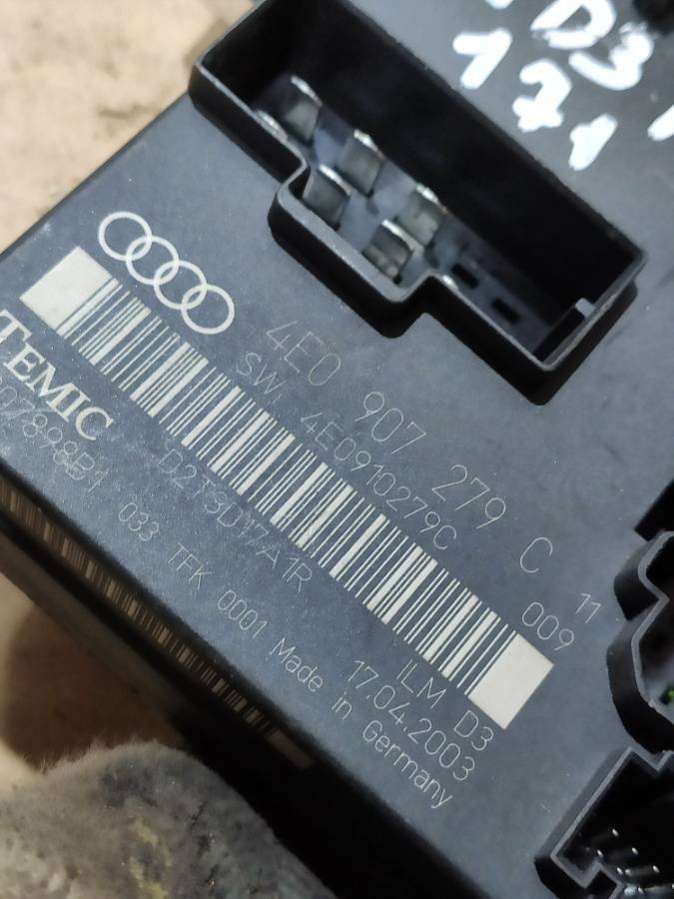 D3
171
4E0 907 279 C 11
SW. 4E0910279C 009
TEMIC D2T3D17A1R ILM D3
033 TFK 0001 17.04.2003
Made in Germany